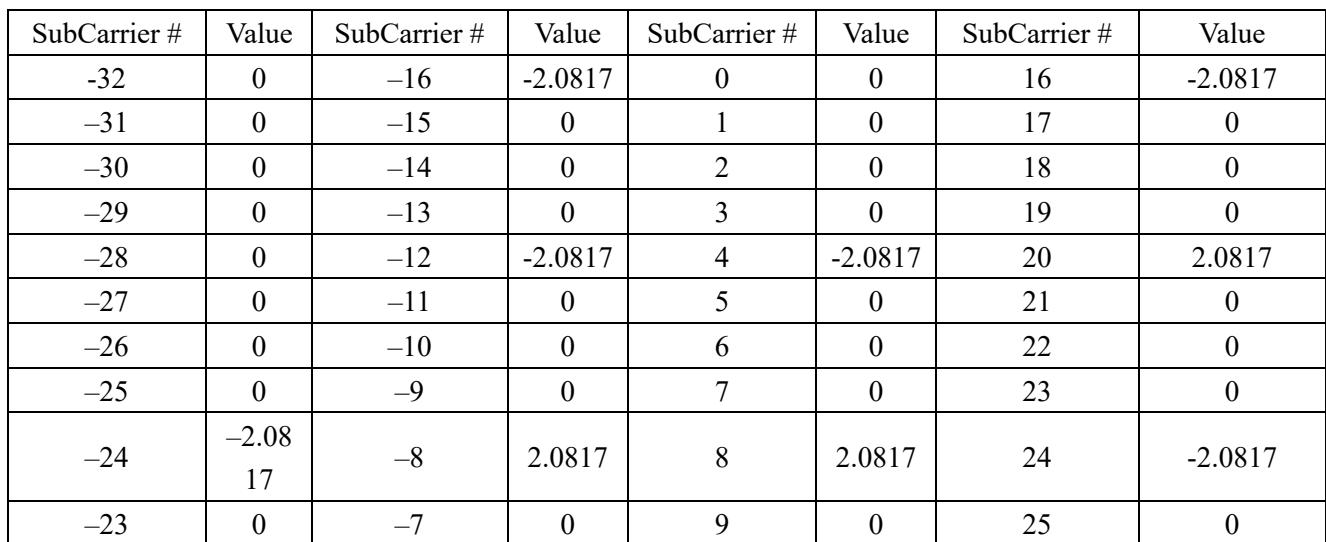 SubCarrier # Value SubCarrier # Value SubCarrier # Value SubCarrier # Value
-32 0 –16 -2.0817 0 0 16 -2.0817
–31 0 –15 0 1 0 17 0
–30 0 –14 0 2 0 18 0
–29 0 –13 0 3 0 19 0
–28 0 –12 -2.0817 4 -2.0817 20 2.0817
–27 0 –11 0 5 0 21 0
–26 0 –10 0 6 0 22 0
–25 0 –9 0 7 0 23 0
–24 –2.08
17 –8 2.0817 8 2.0817 24 -2.0817
–23 0 –7 0 9 0 25 0